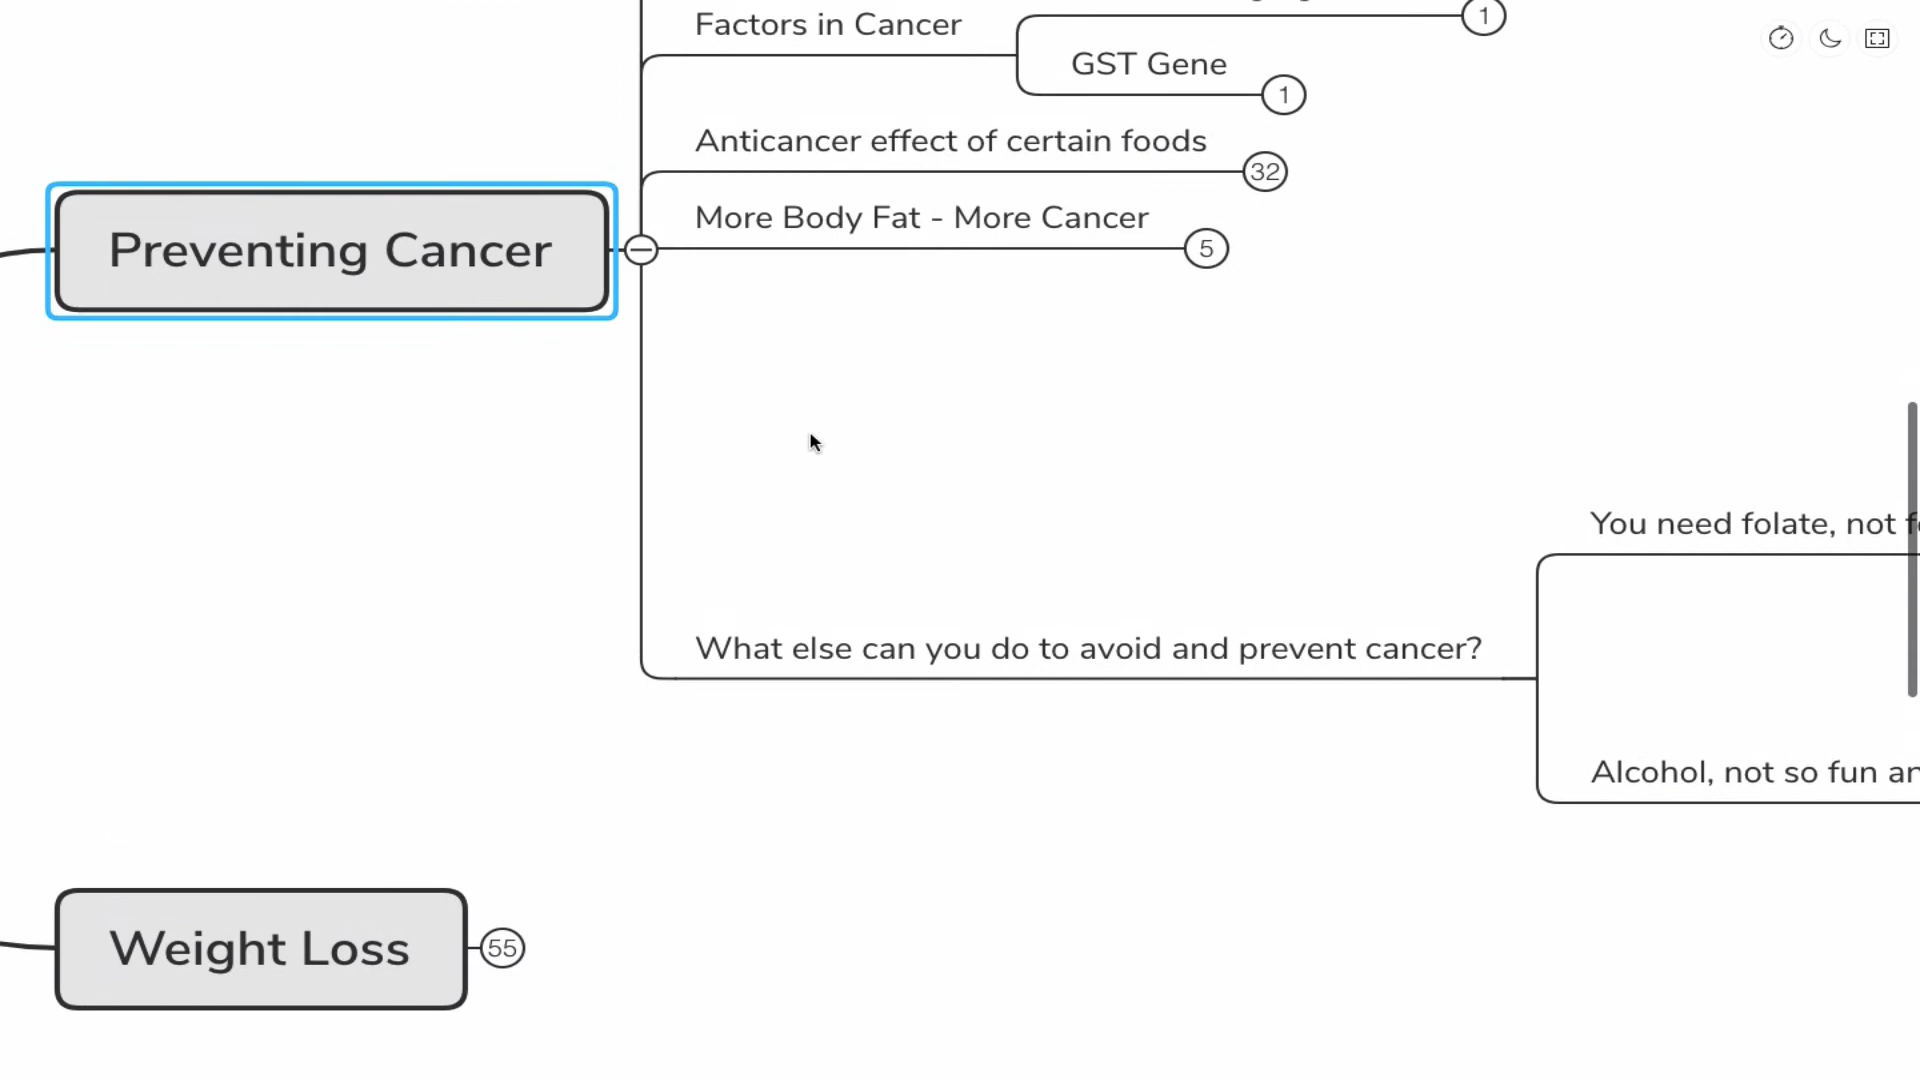 Factors in Cancer
1
GST Gene
1
Anticancer effect of certain foods
32
More Body Fat - More Cancer
5
Preventing Cancer
You need folate, not
What else can you do to avoid and prevent cancer?
Alcohol, not so fun
Weight Loss
55